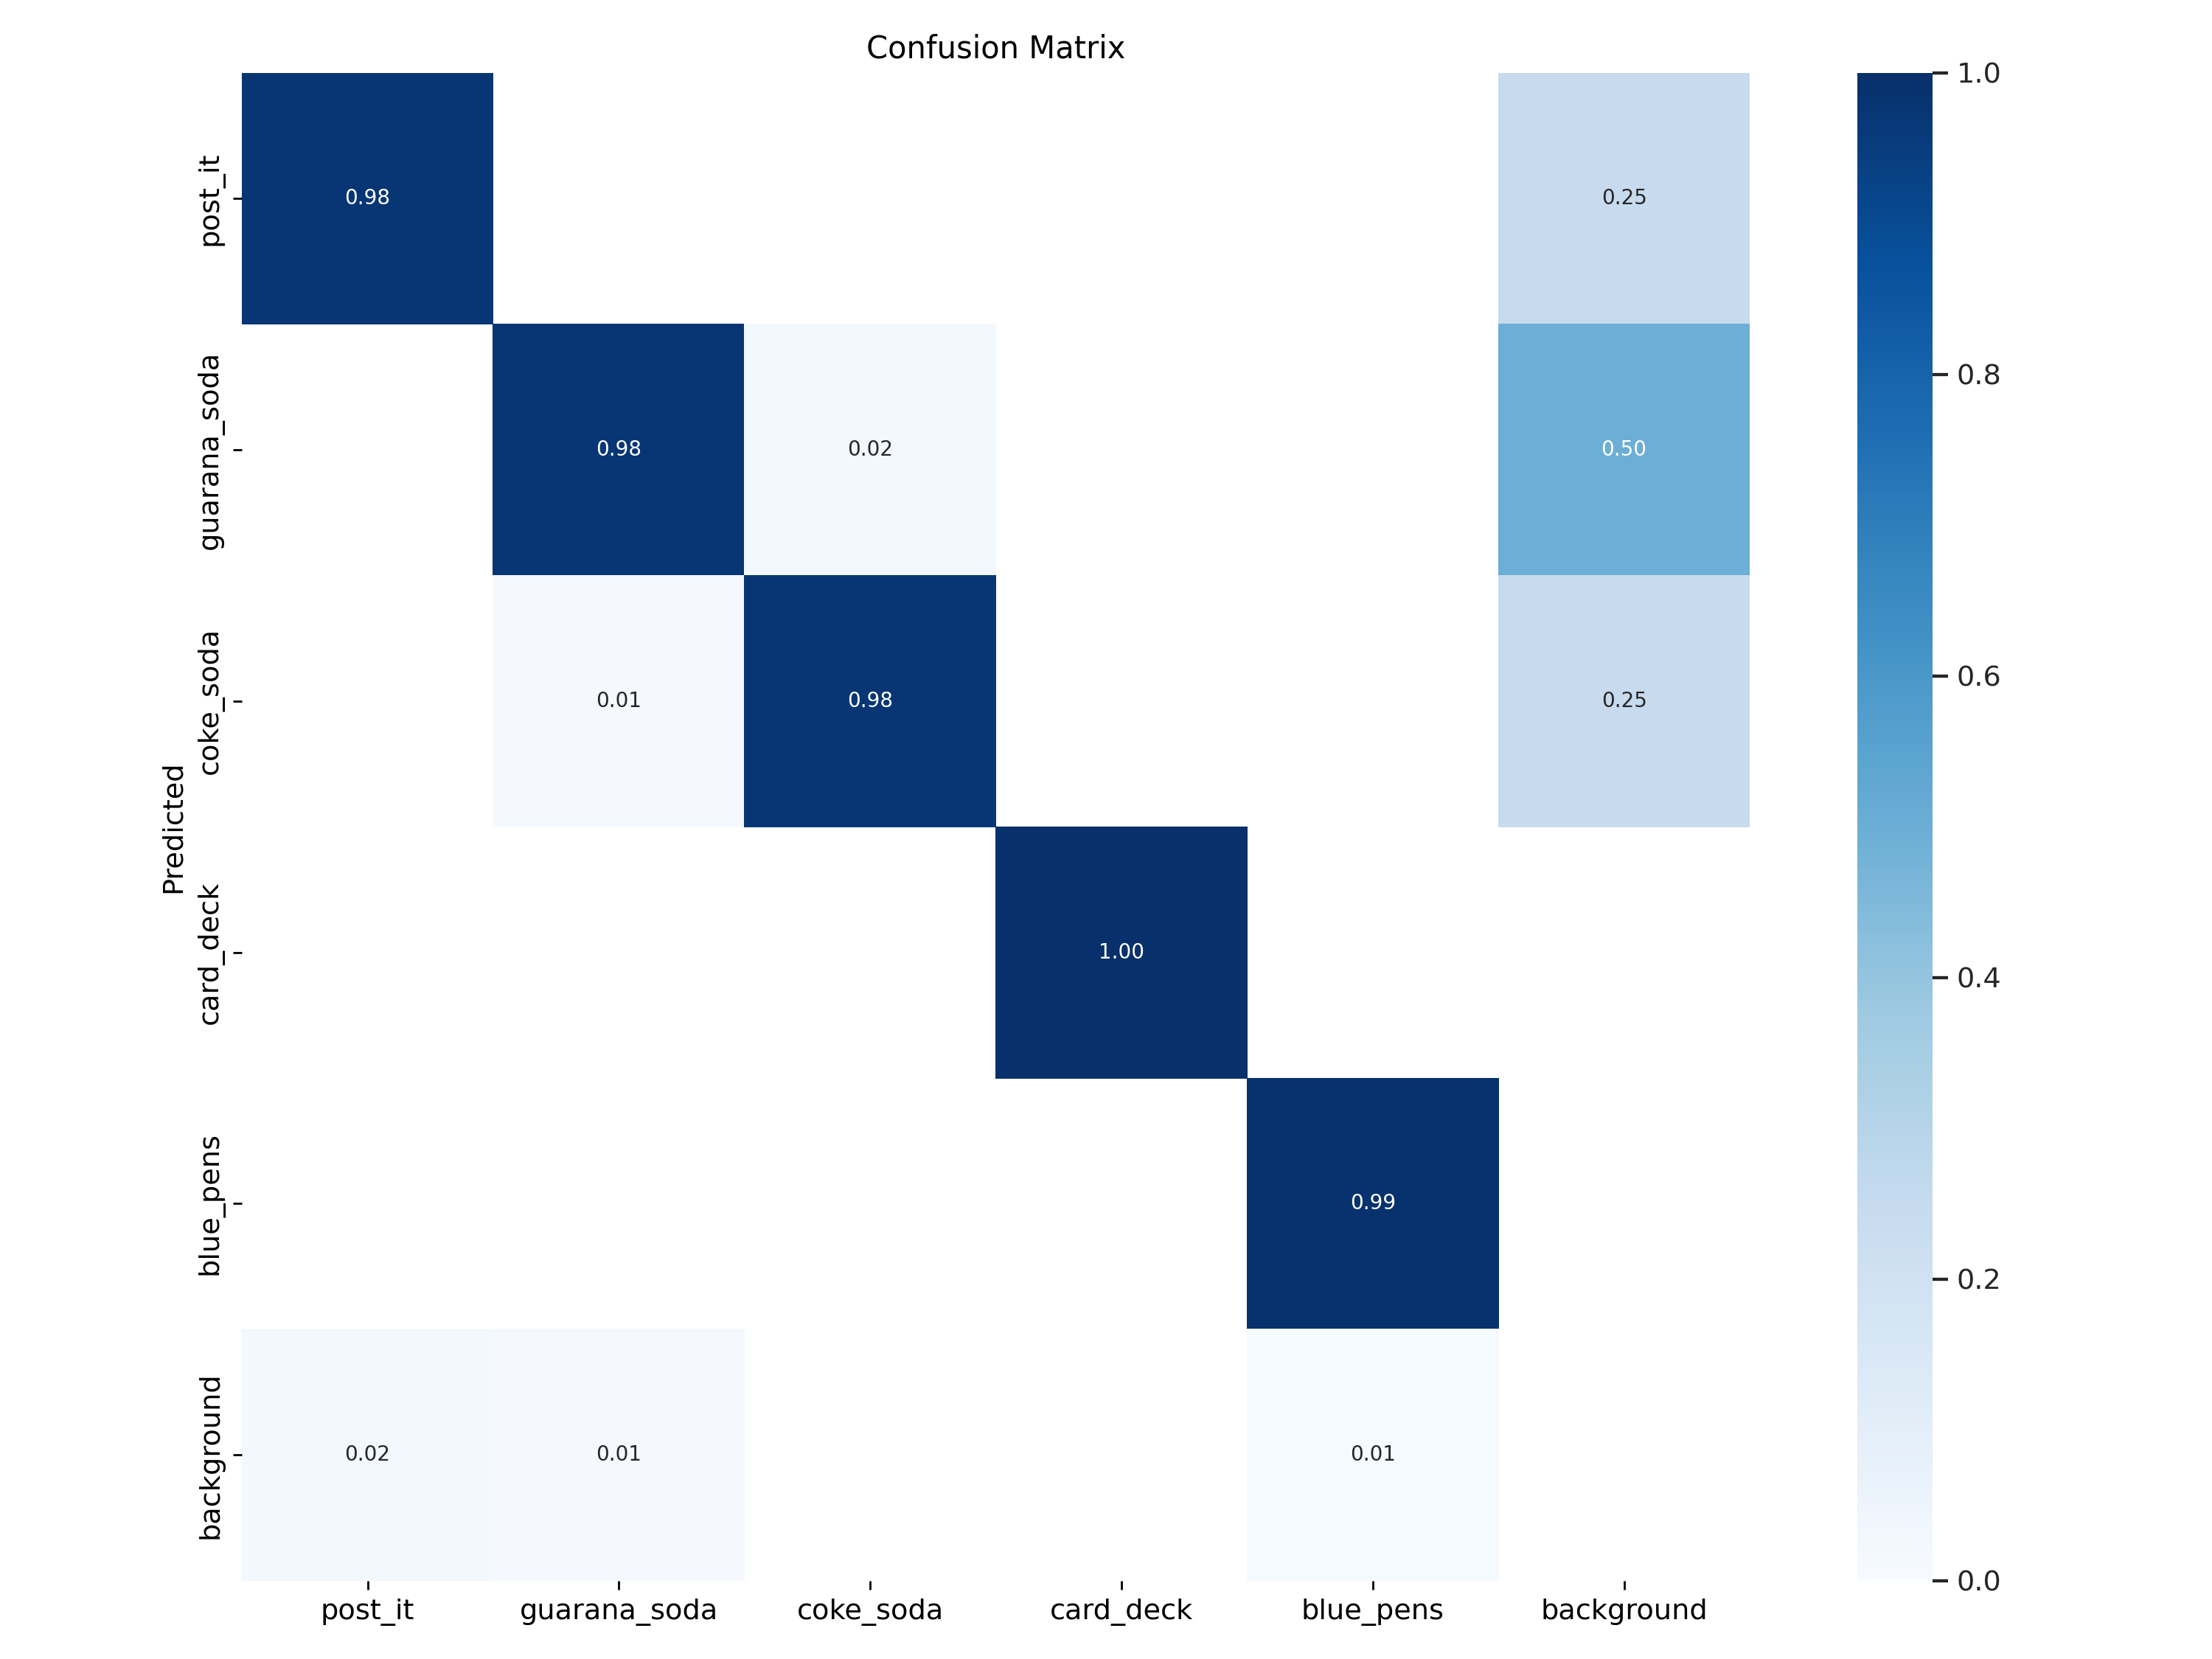 Confusion Matrix
1.0
post_it
0.98
0.25
0.8
guarana_soda
0.98
0.02
0.50
0.6
coke_soda
0.01
0.98
0.25
Predicted
0.4
card_deck
1.00
blue_pens
0.99
0.2
background
0.02
0.01
0.01
0.0
post_it guarana_soda coke_soda card_deck blue_pens background